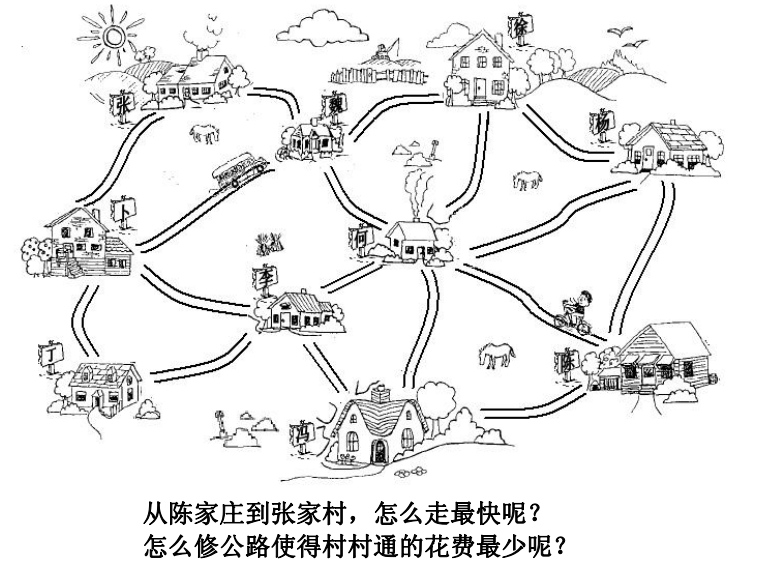 徐
张
魏
杨
卜
何
李
丁
陈
冯
从陈家庄到张家村，怎么走最快呢？
怎么修公路使得村村通的花费最少呢？